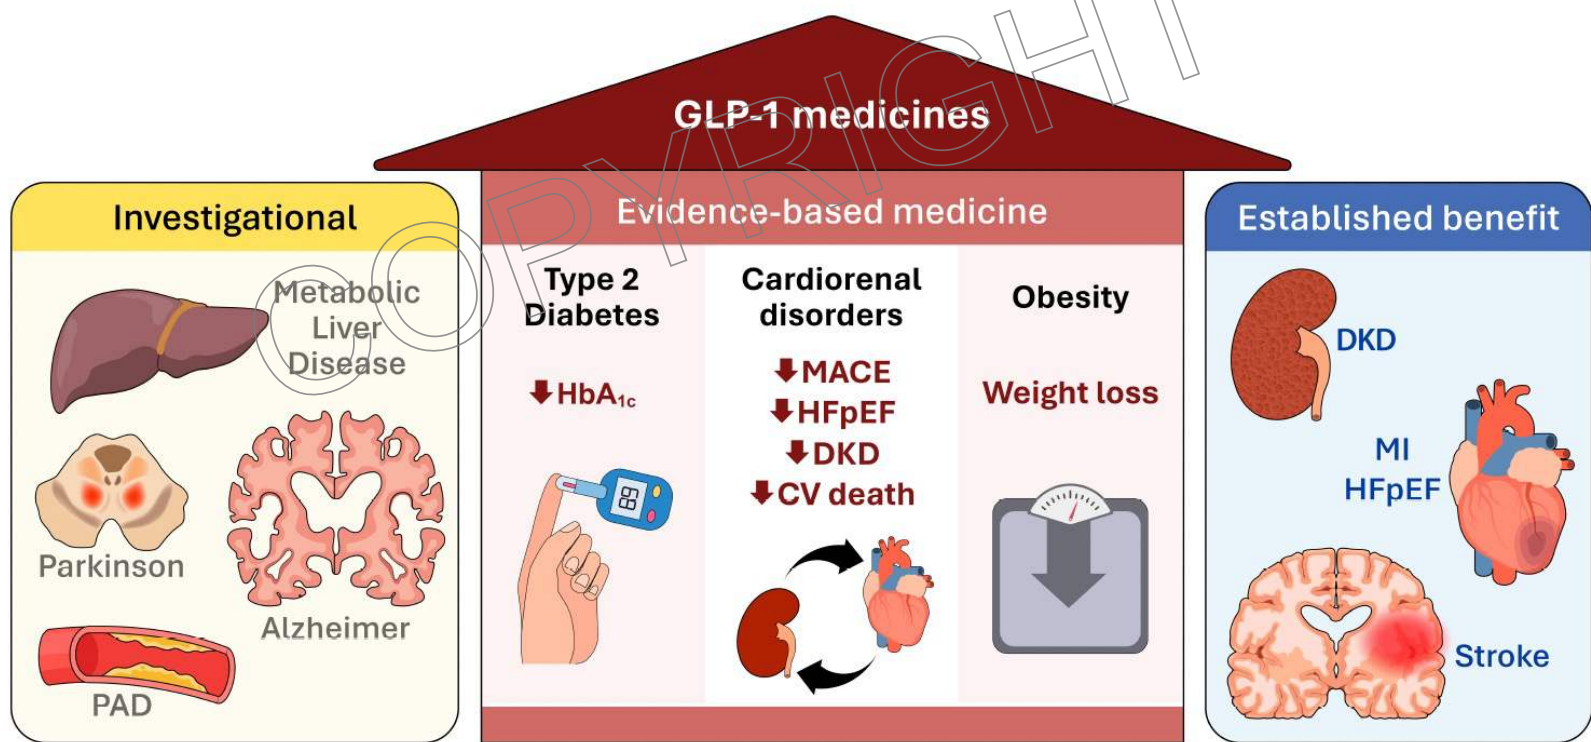 GLP-1 medicines
COPYRIGHT
Investigational
Metabolic
Liver
Disease
Parkinson
Alzheimer
PAD
Evidence-based medicine
Type 2
Diabetes
HbA1c
89
Cardiorenal
disorders
MACE
HFpEF
DKD
CV death
Obesity
Weight loss
Established benefit
DKD
MI
HFpEF
Stroke